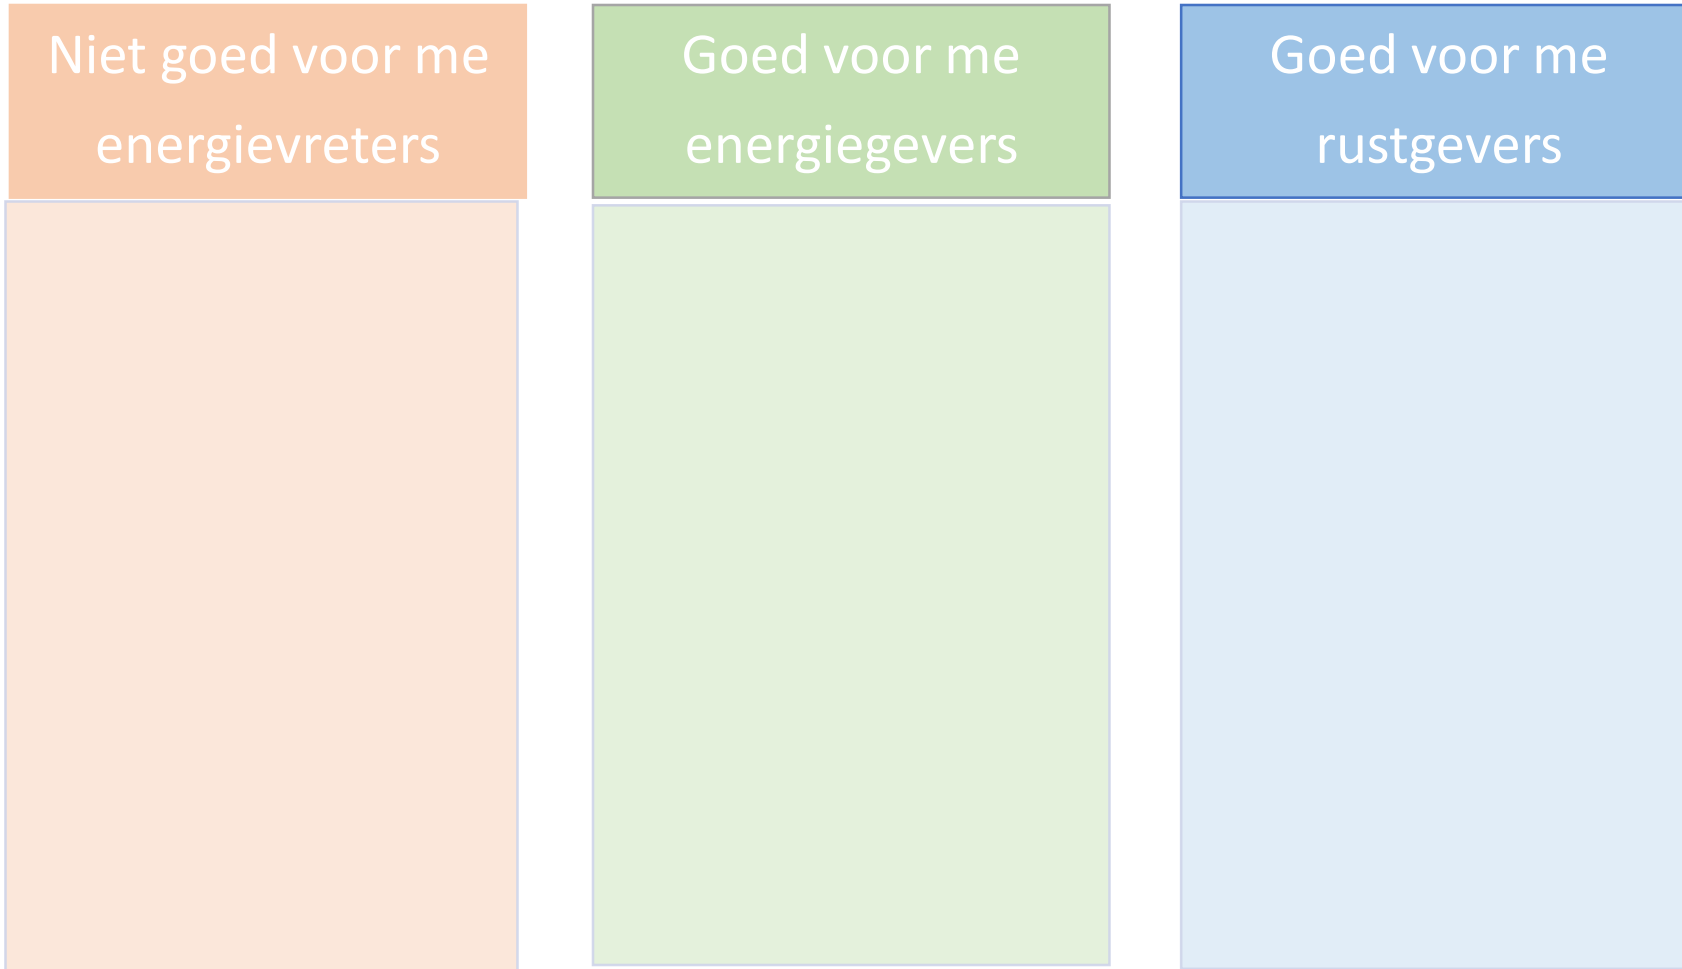 Niet goed voor me
energievreters
Goed voor me
energiegevers
Goed voor me
rustgevers